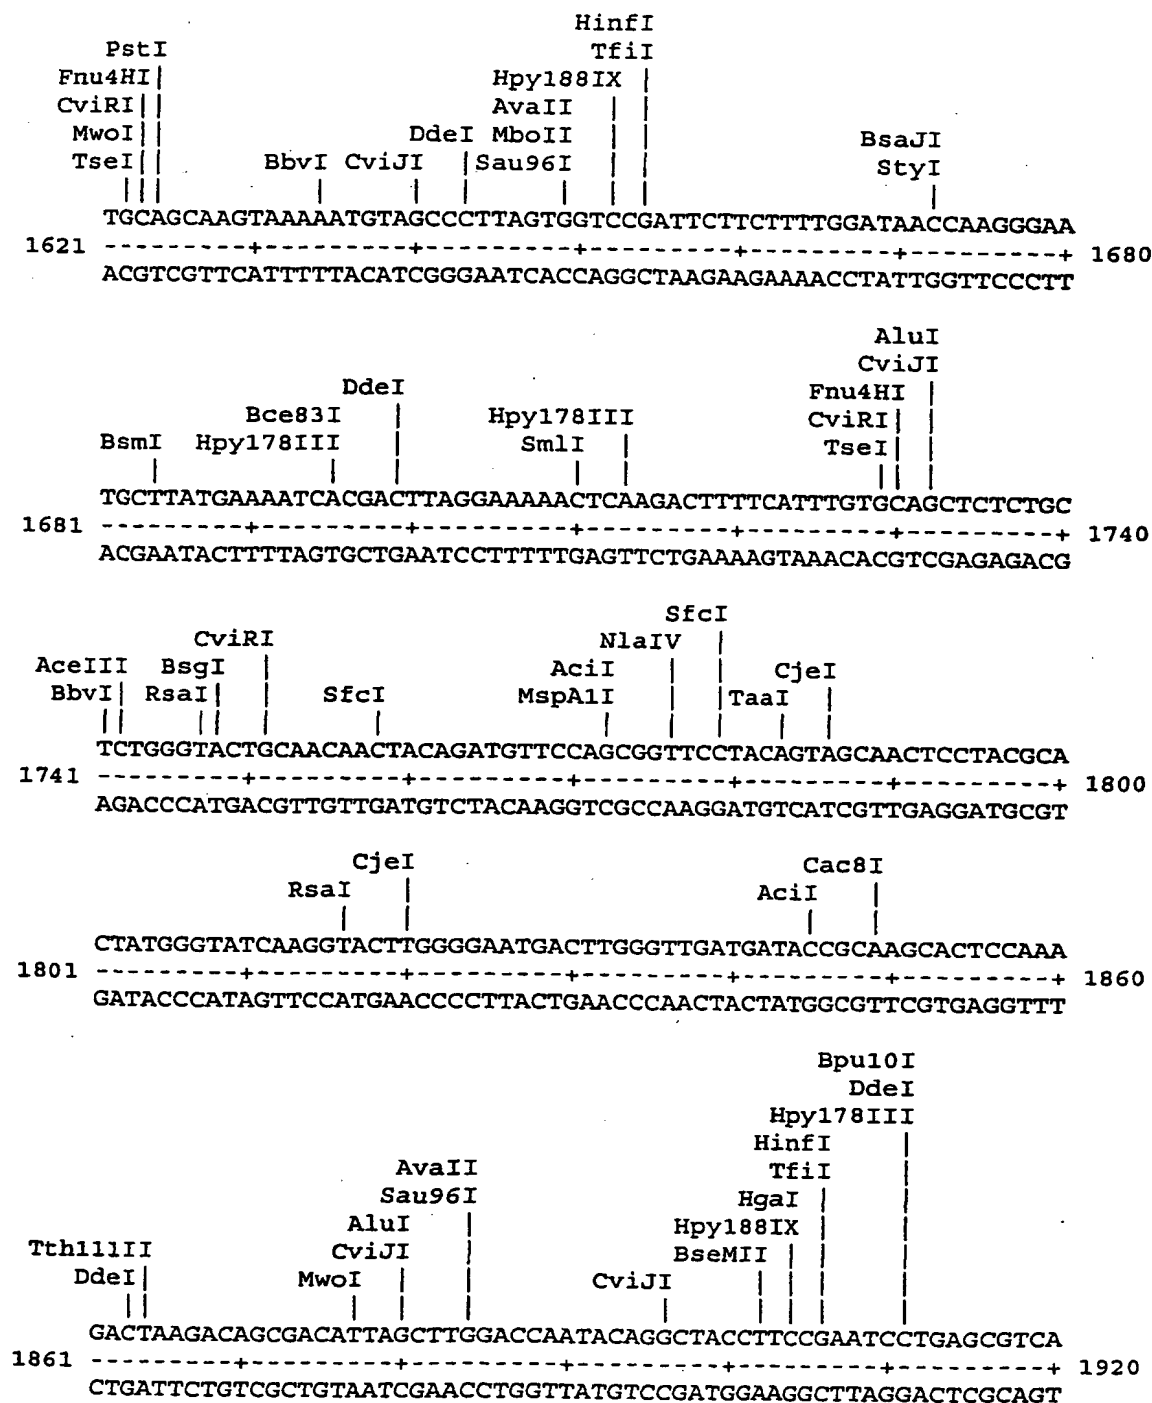 HinfI
PstI TfiI
Fnu4HI Hpy188IX
CviRI AvaII
MwoI DdeI MboII BsaJI
TseI BbvI CviJI Sau96I StyI
TGCAGCAAGTAAAAATGTAGCCCTTAGTGGTCCGATTCTTCTTTTGGATAACCAAGGGAA
1621 ---------+---------+---------+---------+---------+---------+ 1680
ACGTCGTTCATTTTTACATCGGGAATCACCAGGCTAAGAAGAAAACCTATTGGTTCCCTT
AluI
CviJI
DdeI Fnu4HI
Bce83I Hpy178III CviRI
BsmI Hpy178III SmlI TseI
TGCTTATGAAAATCACGACTTAGGAAAAACTCAAGACTTTTCATTTGTGCAGCTCTCTGC
1681 ---------+---------+---------+---------+---------+---------+ 1740
ACGAATACTTTTAGTGCTGAATCCTTTTTGAGTTCTGAAAAGTAAACACGTCGAGAGACG
SfcI
CviRI NlaIV
AceIII BsgI AciI CjeI
BbvI RsaI SfcI MspA1I TaaI
TCTGGGTACTGCAACAACTACAGATGTTCCAGCGGTTCCTACAGTAGCAACTCCTACGCA
1741 ---------+---------+---------+---------+---------+---------+ 1800
AGACCCATGACGTTGTTGATGTCTACAAGGTCGCCAAGGATGTCATCGTTGAGGATGCGT
CjeI Cac8I
RsaI AciI
CTATGGGTATCAAGGTACTTGGGGAATGACTTGGGTTGATGATACCGCAAGCACTCCAAA
1801 ---------+---------+---------+---------+---------+---------+ 1860
GATACCCATAGTTCCATGAACCCCTTACTGAACCCAACTACTATGGCGTTCGTGAGGTTT
Bpu10I
DdeI
Hpy178III
HinfI
AvaII TfiI
Sau96I HgaI
AluI Hpy188IX
Tth111II CviJI BseMII
DdeI MwoI CviJI
GACTAAGACAGCGACATTAGCTTGGACCAATACAGGCTACCTTCCGAATCCTGAGCGTCA
1861 ---------+---------+---------+---------+---------+---------+ 1920
CTGATTCTGTCGCTGTAATCGAACCTGGTTATGTCCGATGGAAGGCTTAGGACTCGCAGT